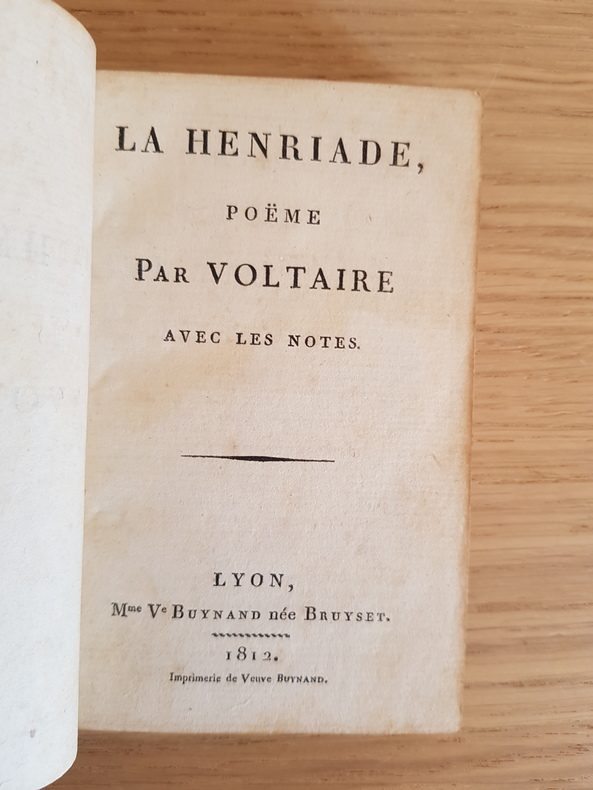 LA HENRIADE,
POËME
PAR VOLTAIRE
AVEC LES NOTES.
LYON,
Mme Ve BUYNAND née BRUYSET.
1812.
Imprimerie de Veuve BUYNAND.